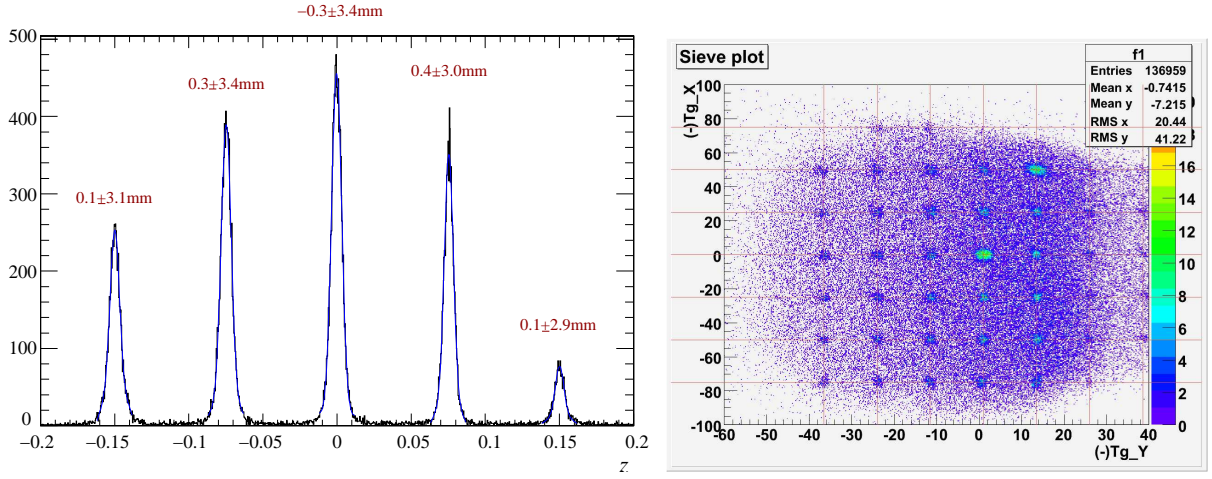 −0.3±3.4mm
500
0.4±3.0mm
0.3±3.4mm
400
300
0.1±3.1mm
200
0.1±2.9mm
100
0
−0.2 −0.15 −0.1 −0.05 0 0.05 0.1 0.15 0.2
z
Sieve plot
f1
Entries 136959
Mean x -0.7415
Mean y -7.215
RMS x 20.44
RMS y 41.22
(-)Tg_X
100
80
60
40
20
0
-20
-40
-60
-80
-100
-60 -50 -40 -30 -20 -10 0 10 20 30 40
(-)Tg_Y
16
14
12
10
8
6
4
2
0